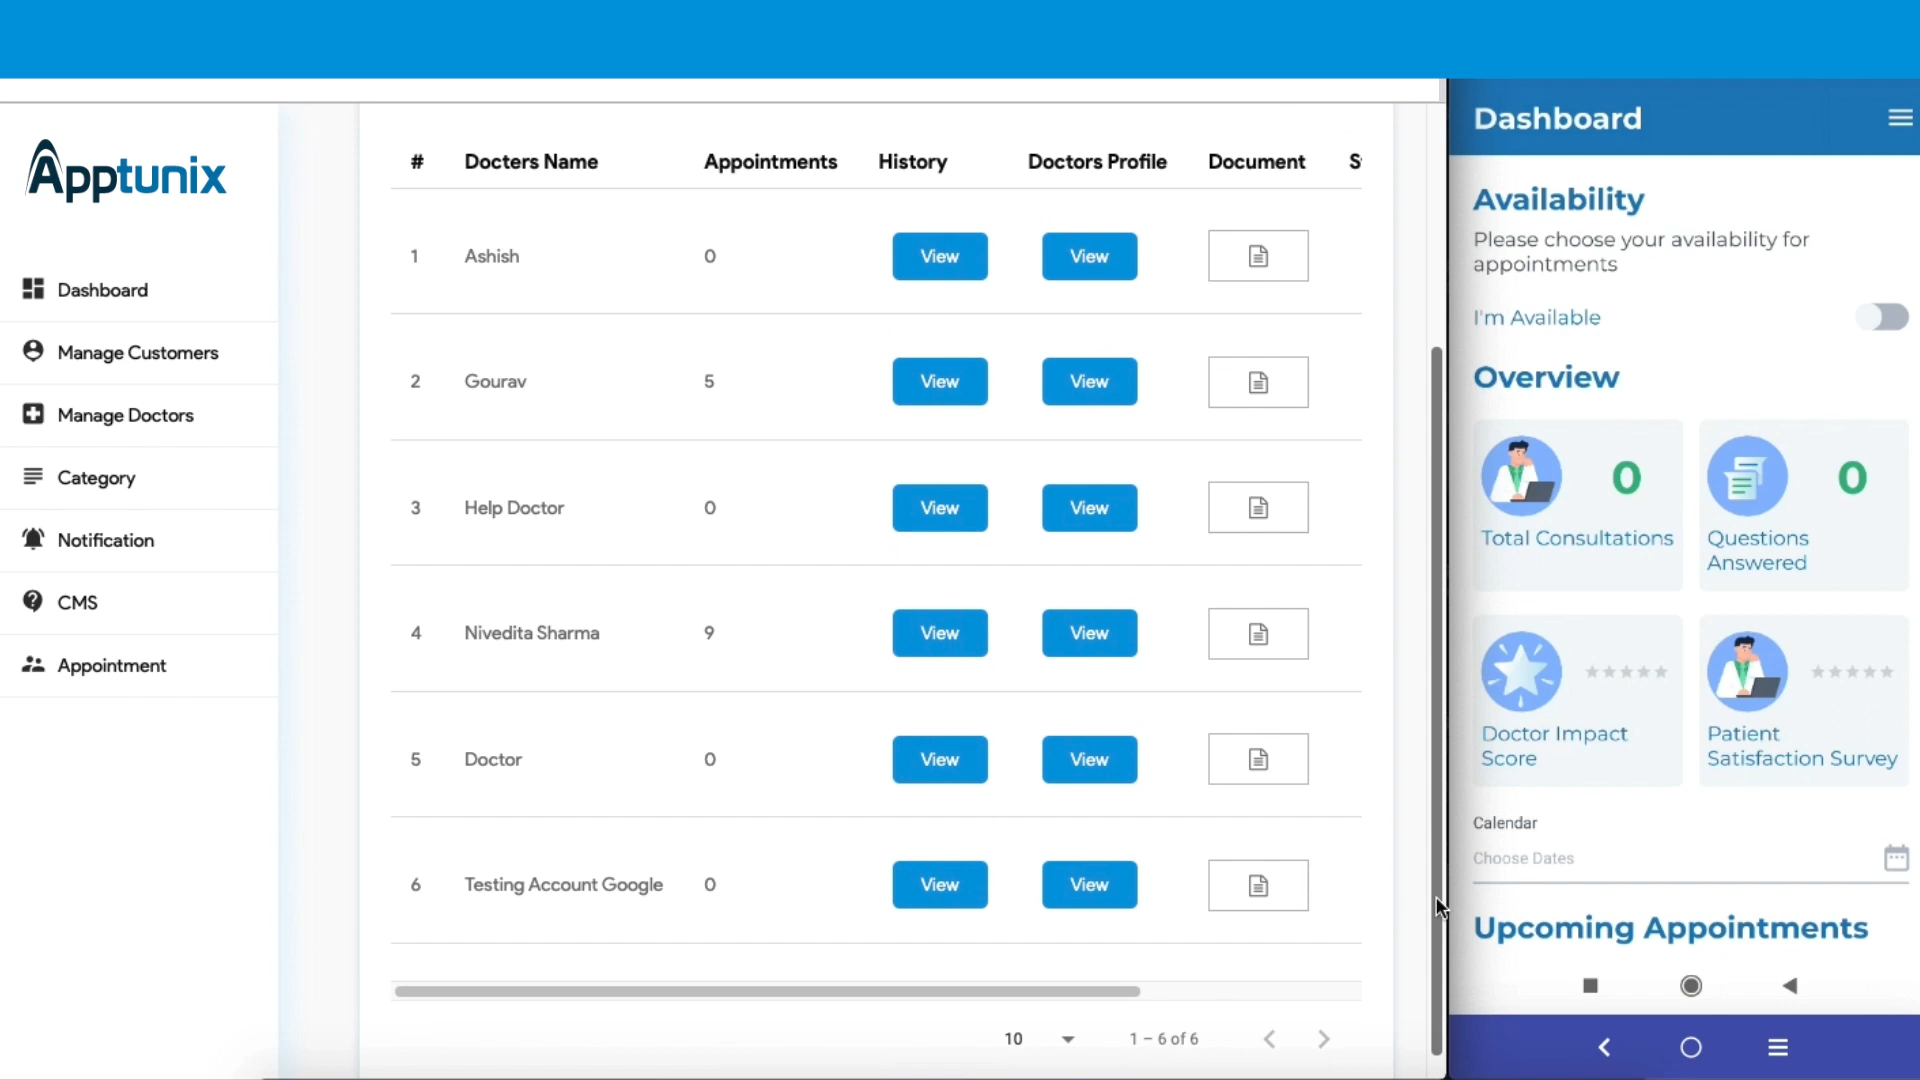 Apptunix
Dashboard
Manage Customers
Manage Doctors
Category
Notification
CMS
Appointment
# Docters Name Appointments History Doctors Profile Document
1 Ashish 0 View View
2 Gourav 5 View View
3 Help Doctor 0 View View
4 Nivedita Sharma 9 View View
5 Doctor 0 View View
6 Testing Account Google 0 View View
10 1 – 6 of 6
Dashboard
Availability
Please choose your availability for
appointments
I'm Available
Overview
0
Total Consultations
0
Questions
Answered
Doctor Impact
Score
Patient
Satisfaction Survey
Calendar
Choose Dates
Upcoming Appointments